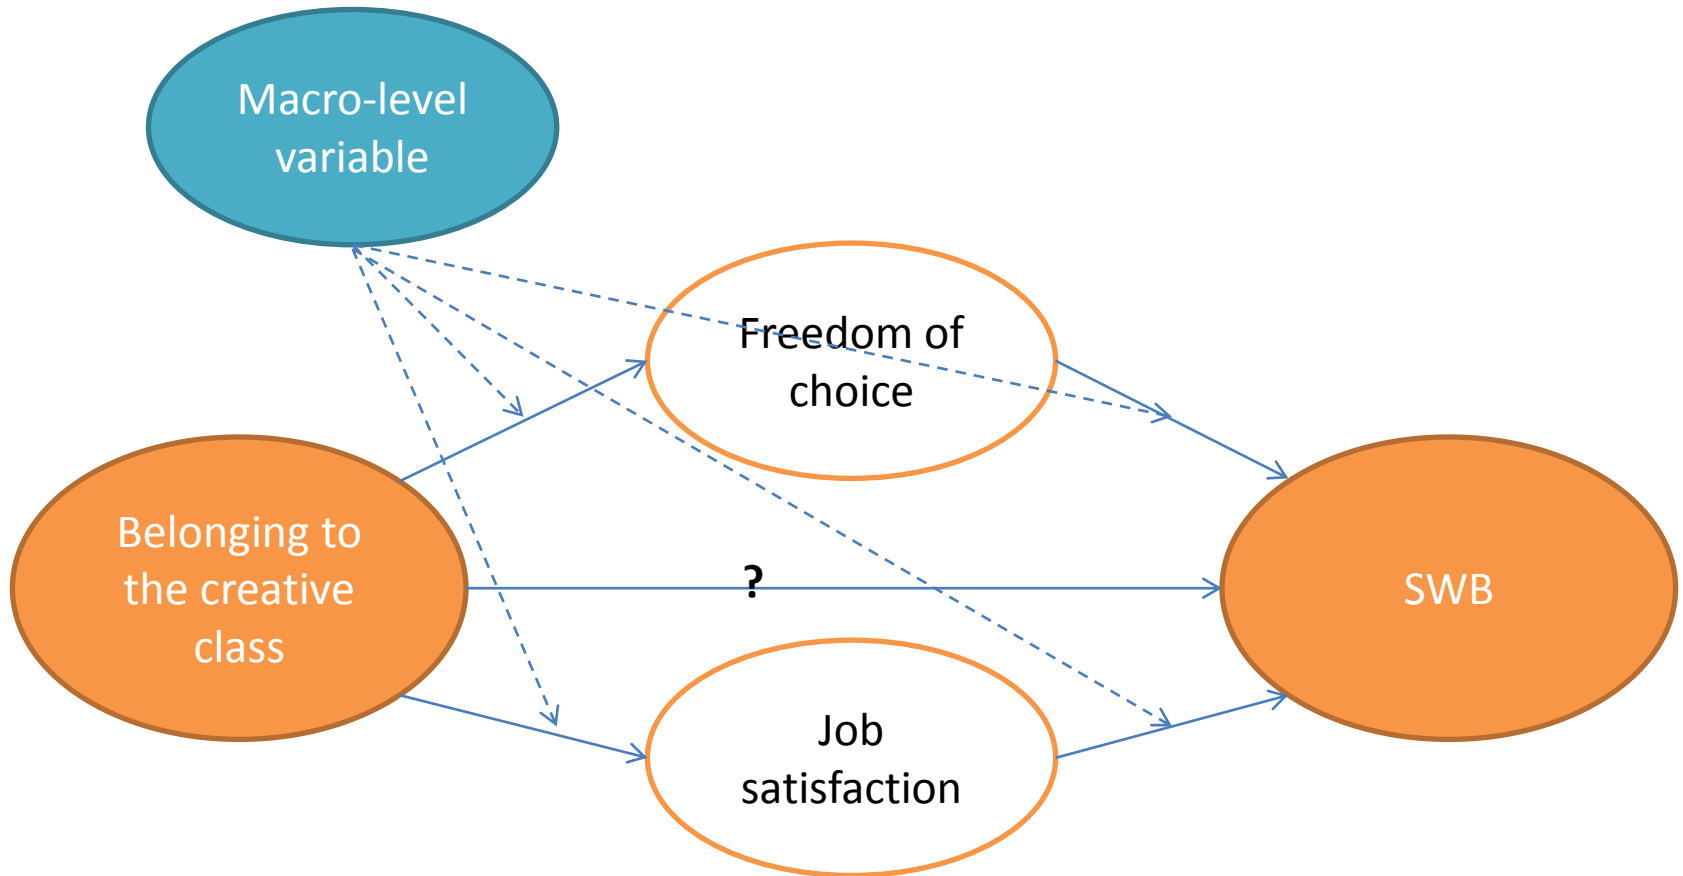 Macro-level
variable
Freedom of
choice
Belonging to
the creative
class
?
SWB
Job
satisfaction